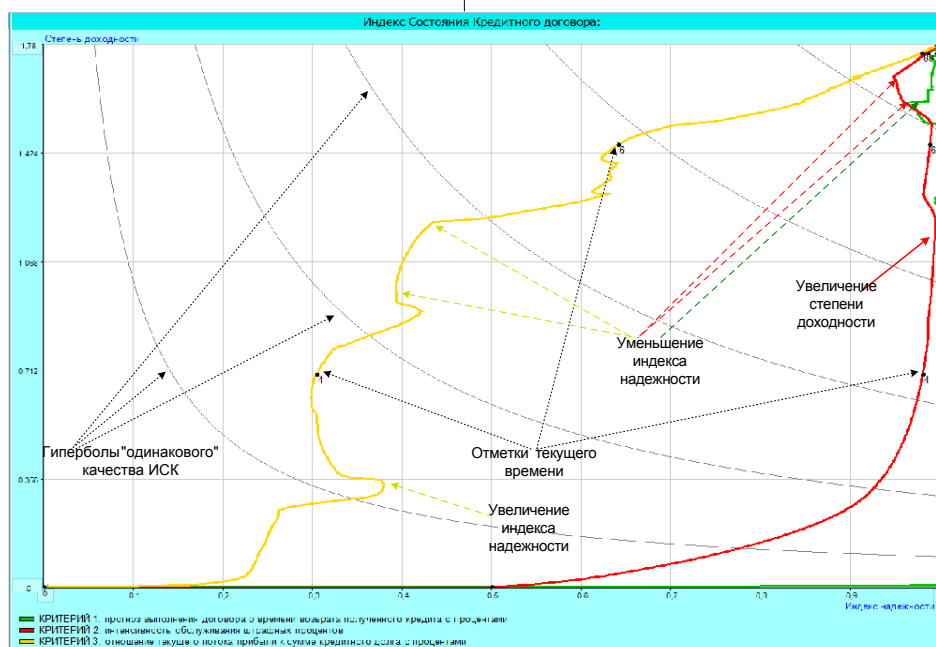 Индекс Состояния Кредитного договора:
Степень доходности
1,78
1 424
1 068
0 712
0 356
0
0
0,1
0,2
0,3
0,4
0,5
0,6
0,7
0,8
0,9
Индекс надежности
6
6
4
4
Увеличение
степени
доходности
Уменьшение
индекса
надежности
Гиперболы"одинакового"
качества ИСК
Отметки текущего
времени
Увеличение
индекса
надежности
КРИТЕРИЙ 1. прогноз выполнения договора о времени возврата полученного кредита с процентами
КРИТЕРИЙ 2. интенсивность обслуживания штрафных процентов
КРИТЕРИЙ 3. отношение текущего потока прибыли к сумме кредитного долга с процентами